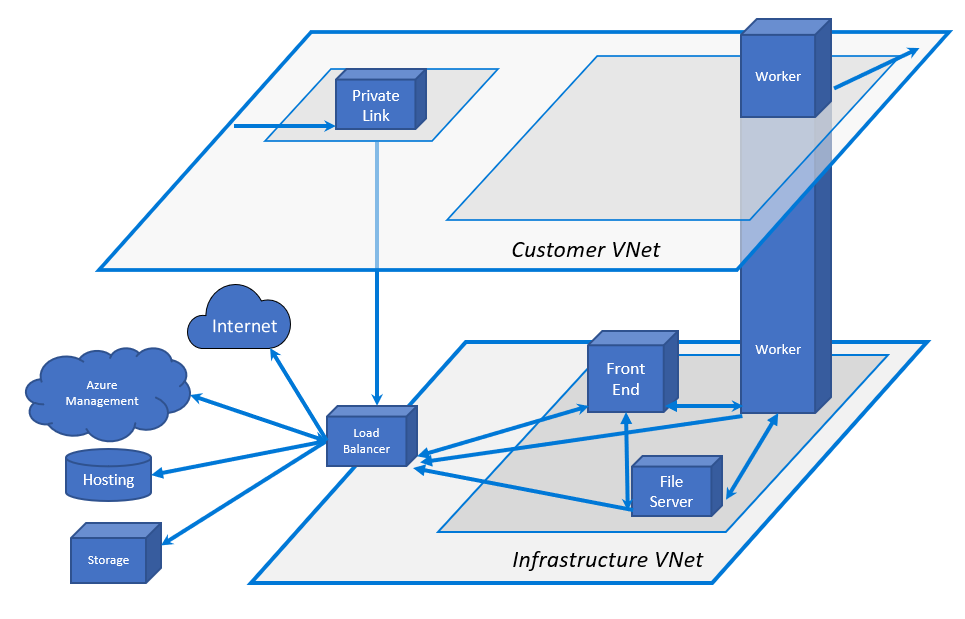 Worker
Private
Link
Customer VNet
Internet
Worker
Front
End
Azure
Management
Load
Balancer
Hosting
File
Server
Storage
Infrastructure VNet